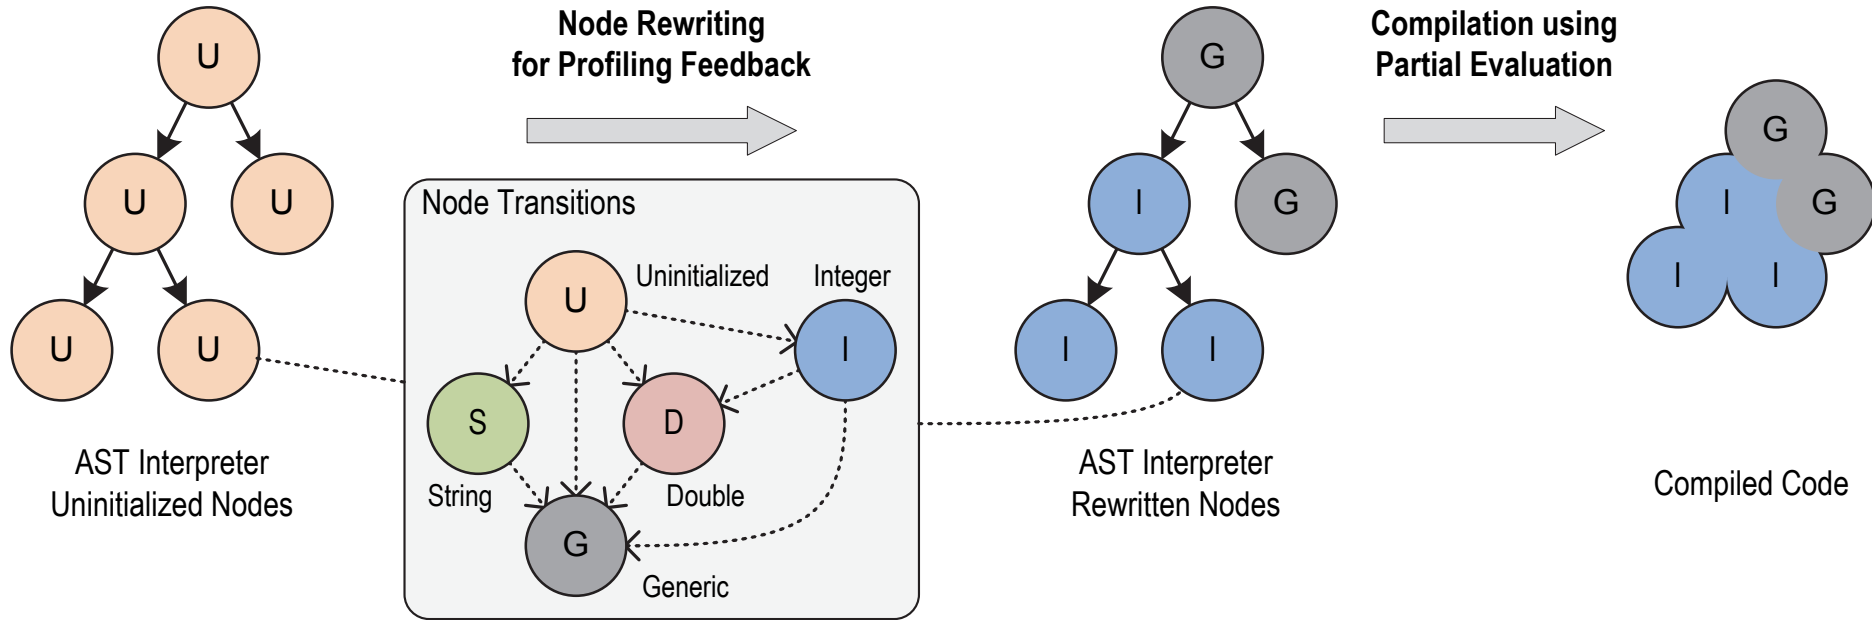 U
U
U
U
U
AST Interpreter
Uninitialized Nodes
Node Rewriting
for Profiling Feedback
Node Transitions
U
Uninitialized
Integer
I
S
D
String
Double
G
Generic
G
I
G
I
I
AST Interpreter
Rewritten Nodes
Compilation using
Partial Evaluation
G
I
G
I
I
Compiled Code